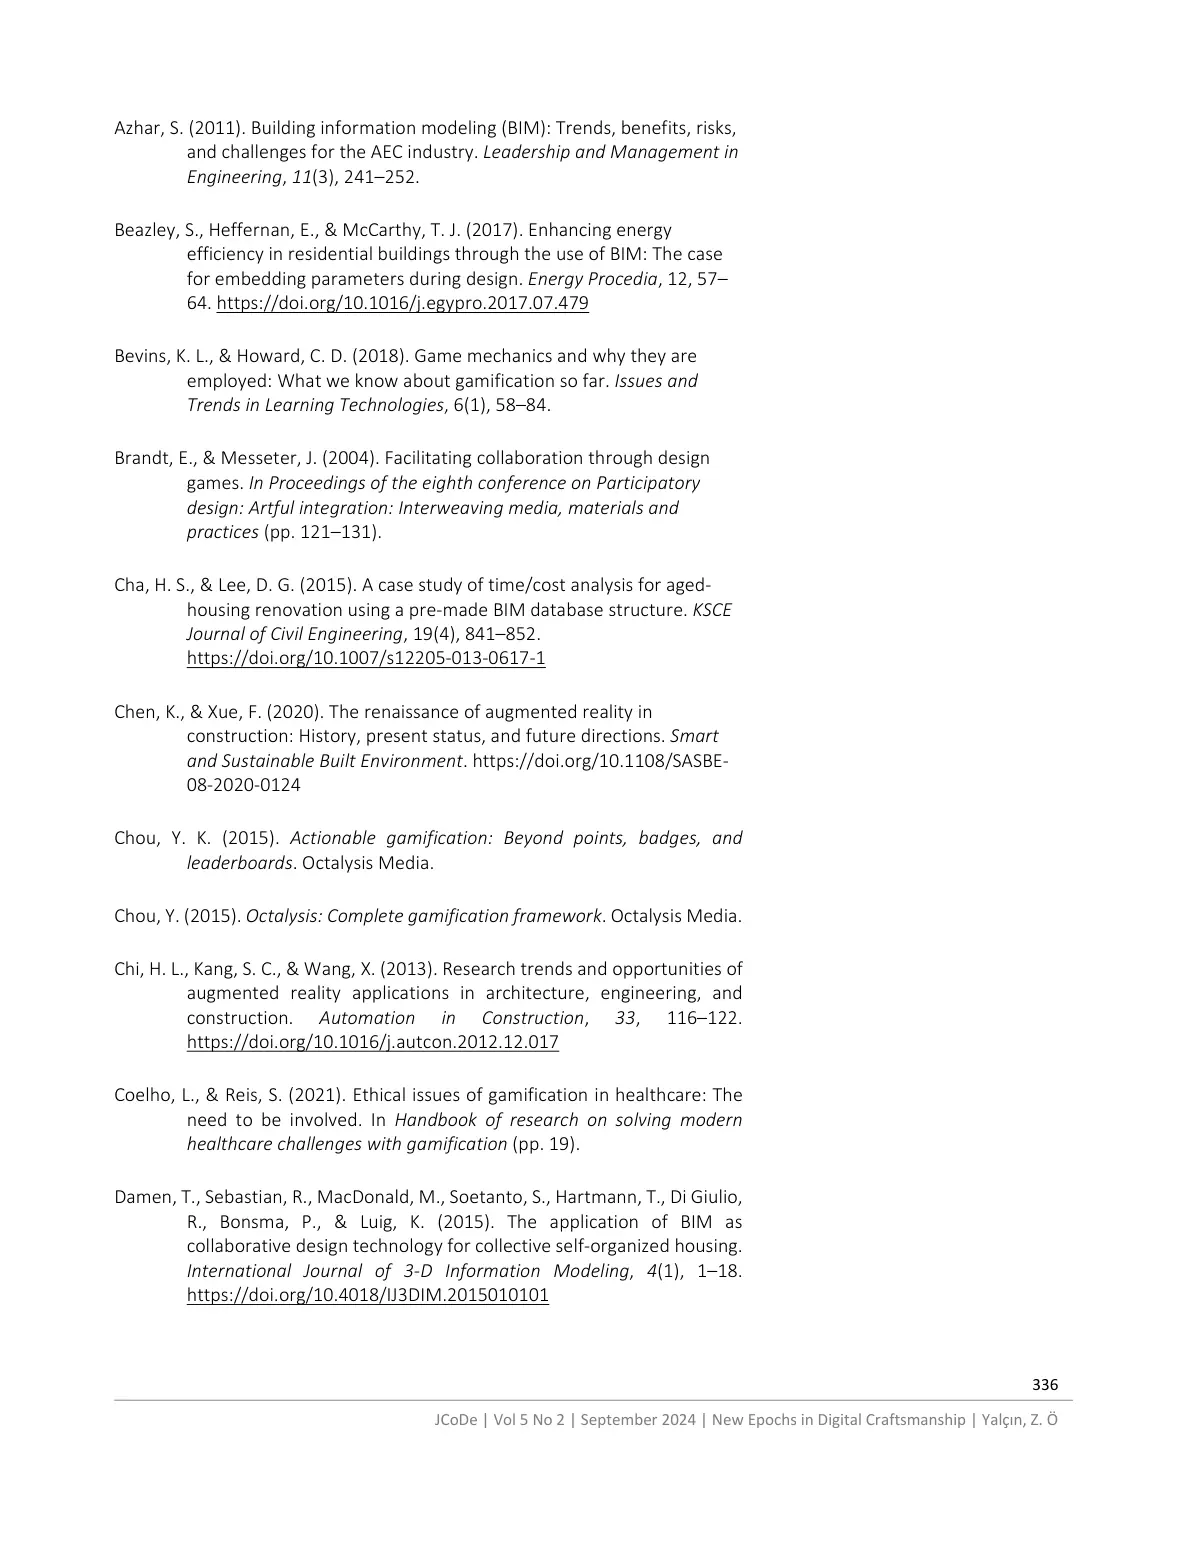 Azhar, S. (2011). Building information modeling (BIM): Trends, benefits, risks,
and challenges for the AEC industry. Leadership and Management in
Engineering, 11(3), 241–252.
Beazley, S., Heffernan, E., & McCarthy, T. J. (2017). Enhancing energy
efficiency in residential buildings through the use of BIM: The case
for embedding parameters during design. Energy Procedia, 12, 57–
64. https://doi.org/10.1016/j.egypro.2017.07.479
Bevins, K. L., & Howard, C. D. (2018). Game mechanics and why they are
employed: What we know about gamification so far. Issues and
Trends in Learning Technologies, 6(1), 58–84.
Brandt, E., & Messeter, J. (2004). Facilitating collaboration through design
games. In Proceedings of the eighth conference on Participatory
design: Artful integration: Interweaving media, materials and
practices (pp. 121–131).
Cha, H. S., & Lee, D. G. (2015). A case study of time/cost analysis for aged-
housing renovation using a pre-made BIM database structure. KSCE
Journal of Civil Engineering, 19(4), 841–852.
https://doi.org/10.1007/s12205-013-0617-1
Chen, K., & Xue, F. (2020). The renaissance of augmented reality in
construction: History, present status, and future directions. Smart
and Sustainable Built Environment. https://doi.org/10.1108/SASBE-
08-2020-0124
Chou, Y. K. (2015). Actionable gamification: Beyond points, badges, and
leaderboards. Octalysis Media.
Chou, Y. (2015). Octalysis: Complete gamification framework. Octalysis Media.
Chi, H. L., Kang, S. C., & Wang, X. (2013). Research trends and opportunities of
augmented reality applications in architecture, engineering, and
construction. Automation in Construction, 33, 116–122.
https://doi.org/10.1016/j.autcon.2012.12.017
Coelho, L., & Reis, S. (2021). Ethical issues of gamification in healthcare: The
need to be involved. In Handbook of research on solving modern
healthcare challenges with gamification (pp. 19).
Damen, T., Sebastian, R., MacDonald, M., Soetanto, S., Hartmann, T., Di Giulio,
R., Bonsma, P., & Luig, K. (2015). The application of BIM as
collaborative design technology for collective self-organized housing.
International Journal of 3-D Information Modeling, 4(1), 1–18.
https://doi.org/10.4018/IJ3DIM.2015010101
336
JCoDe | Vol 5 No 2 | September 2024 | New Epochs in Digital Craftsmanship | Yalçın, Z. Ö